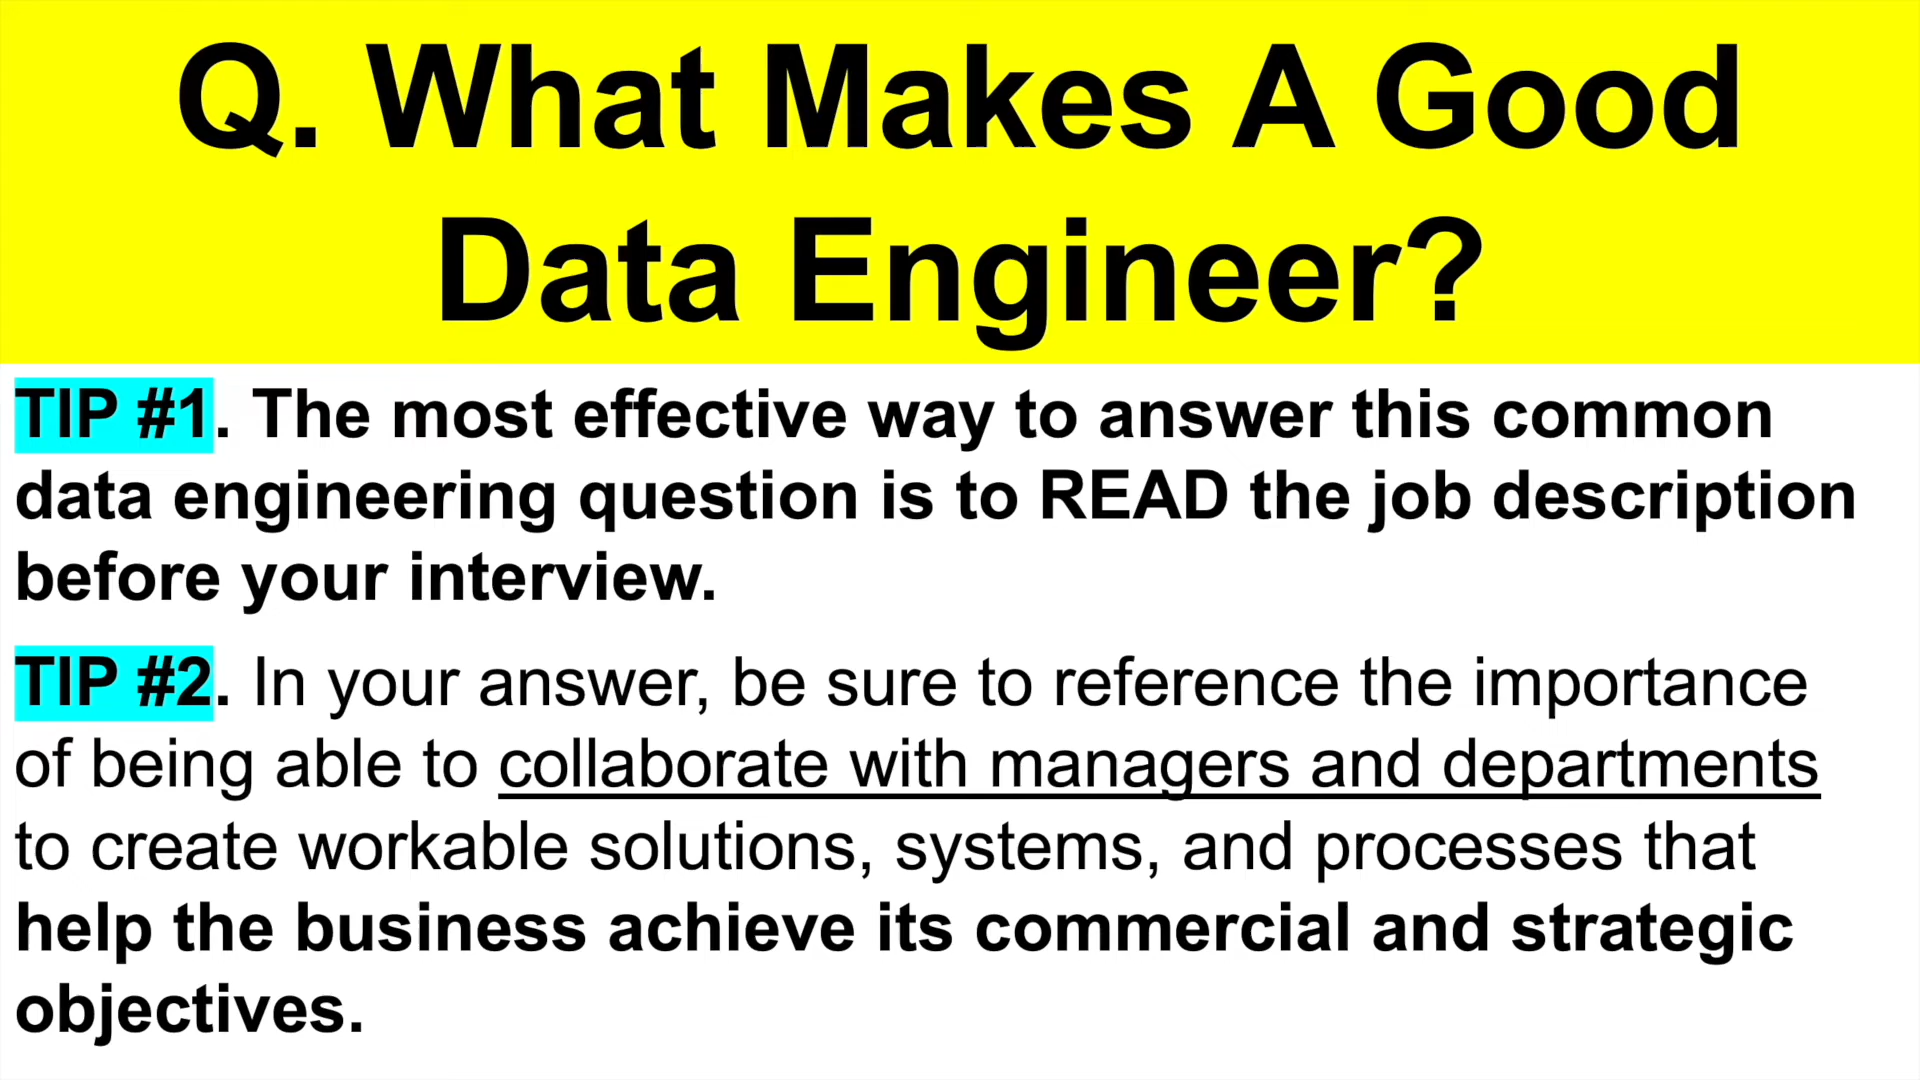 Q. What Makes A Good
Data Engineer?
TIP #1. The most effective way to answer this common
data engineering question is to READ the job description
before your interview.
TIP #2. In your answer, be sure to reference the importance
of being able to collaborate with managers and departments
to create workable solutions, systems, and processes that
help the business achieve its commercial and strategic
objectives.